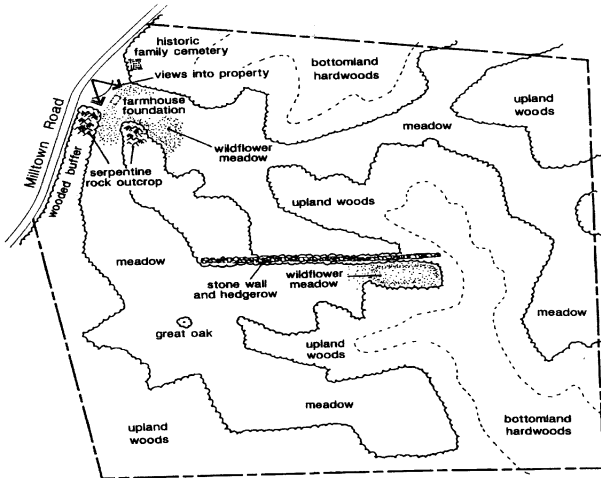 historic
family cemetery
views into property
farmhouse
foundation
Milltown Road
wooded buffer
serpentine
rock outcrop
wildflower
meadow
bottomland
hardwoods
upland
woods
meadow
upland woods
meadow
stone wall
and hedgerow
wildflower
meadow
meadow
great oak
upland
woods
meadow
upland
woods
bottomland
hardwoods